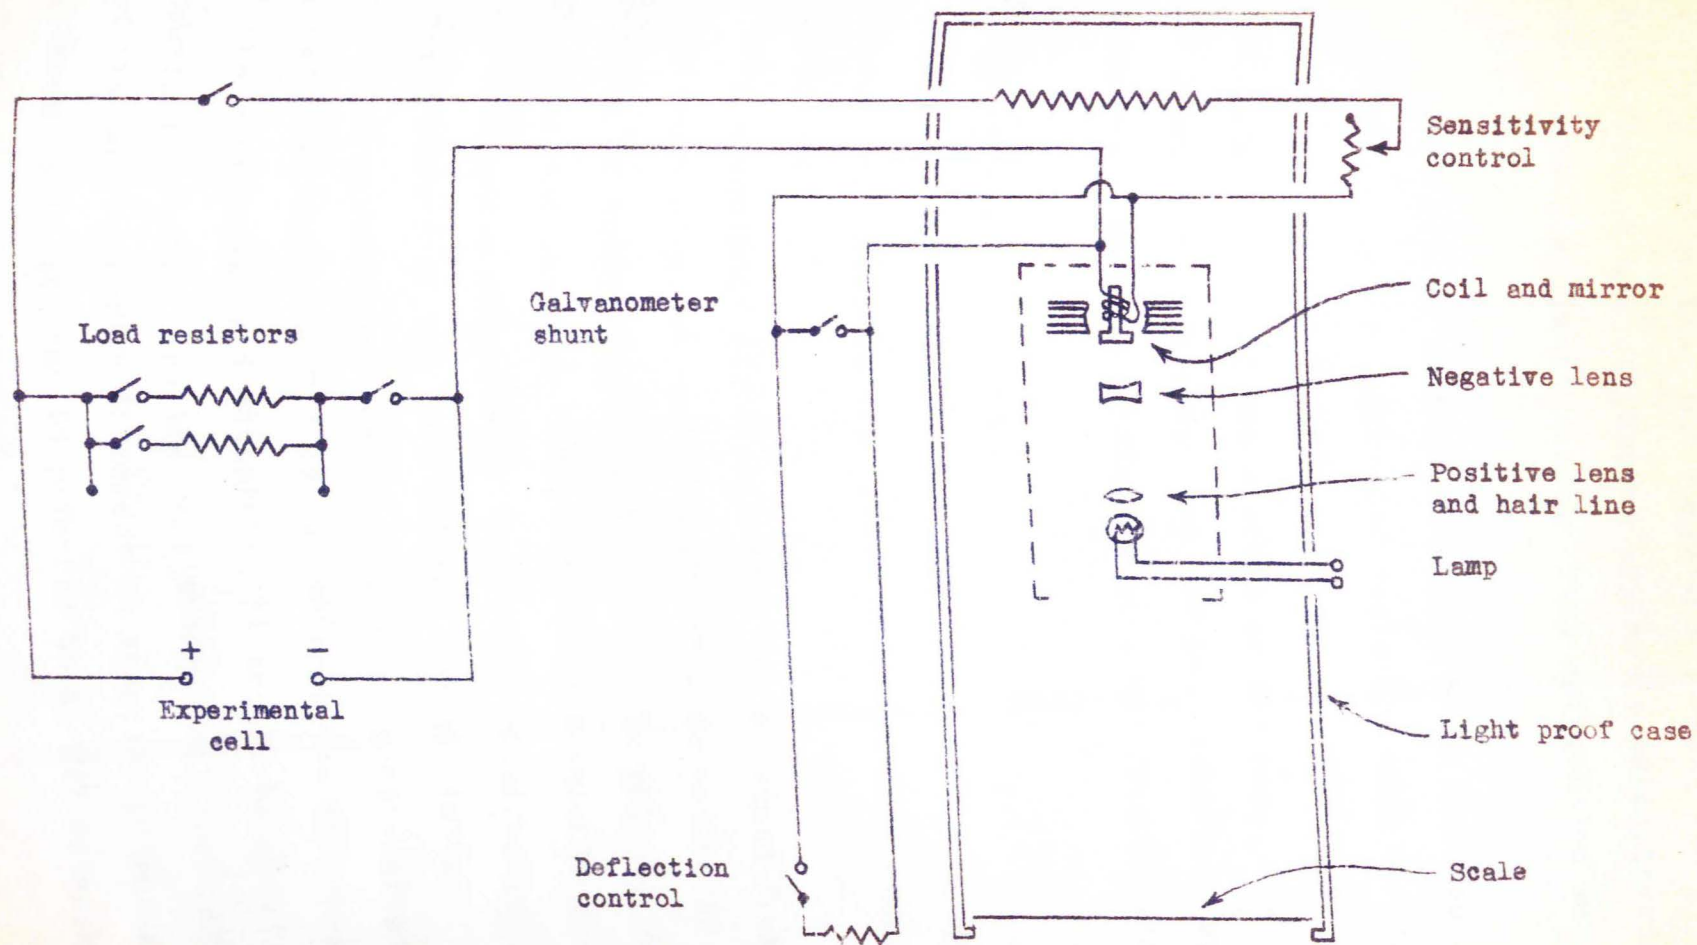 Sensitivity
control
Coil and mirror
Galvanometer
shunt
Load resistors
Negative lens
Positive lens
and hair line
Lamp
+ −
Experimental
cell
Light proof case
Deflection
control
Scale